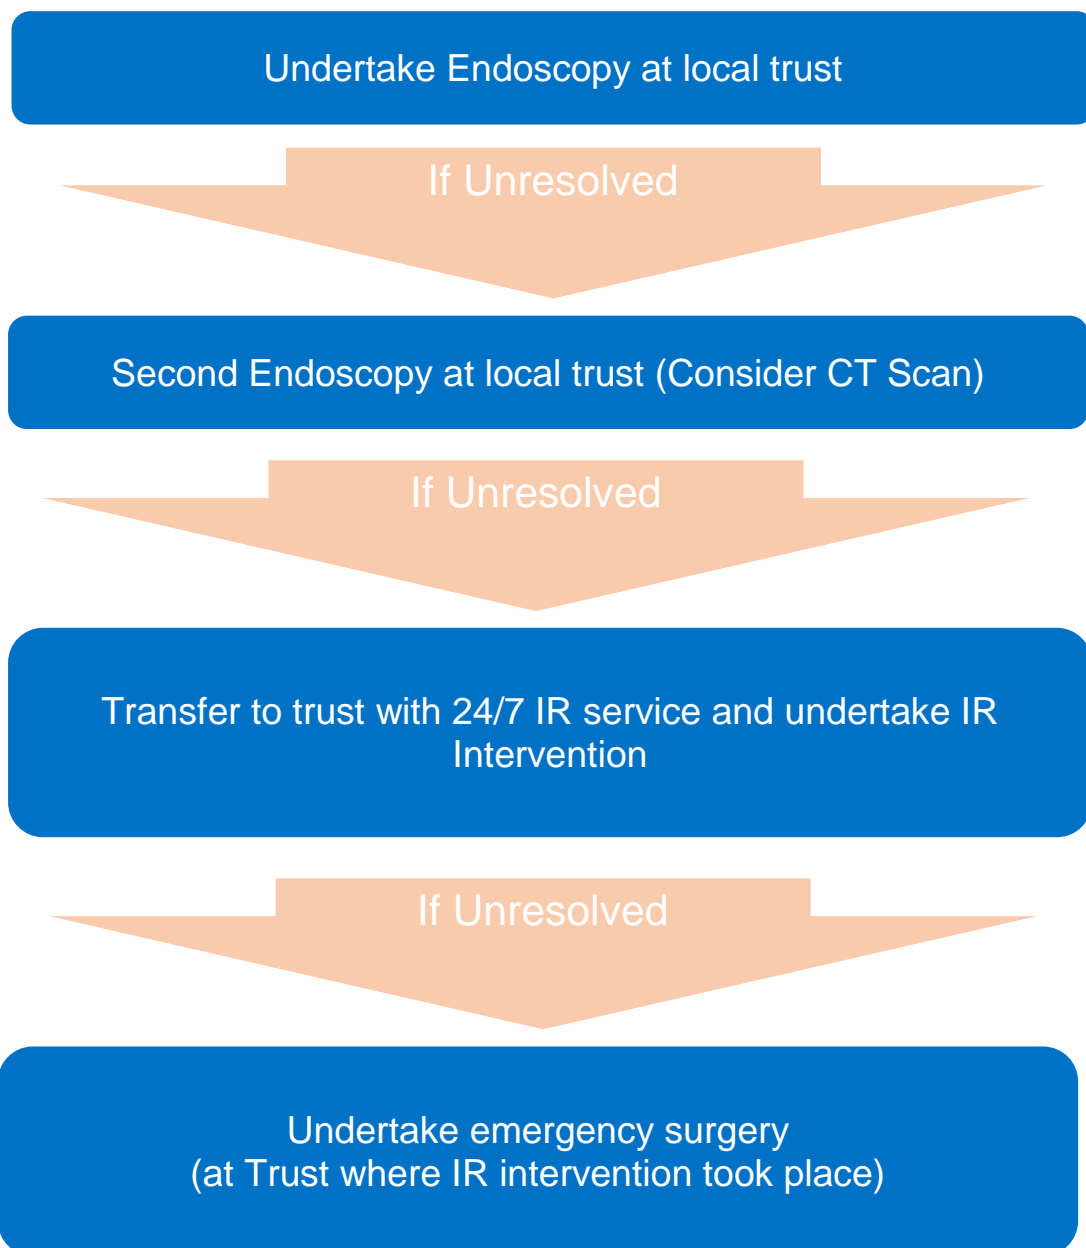 Undertake Endoscopy at local trust
If Unresolved
Second Endoscopy at local trust (Consider CT Scan)
If Unresolved
Transfer to trust with 24/7 IR service and undertake IR
Intervention
If Unresolved
Undertake emergency surgery
(at Trust where IR intervention took place)